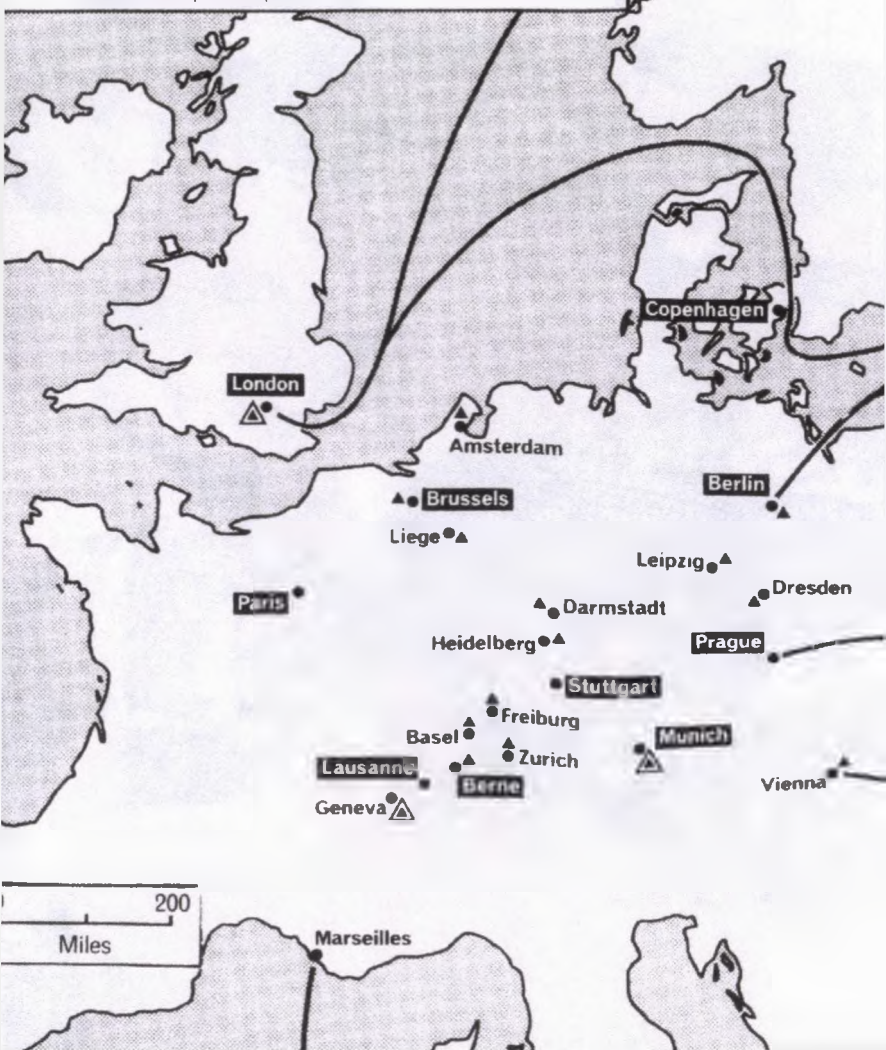 Copenhagen
London
Amsterdam
Berlin
Brussels
Liege
Leipzig
Dresden
Paris
Darmstadt
Heidelberg
Prague
Stuttgart
Freiburg
Basel
Munich
Zurich
Lausanne
Berne
Vienna
Geneva
200
Miles
Marseilles